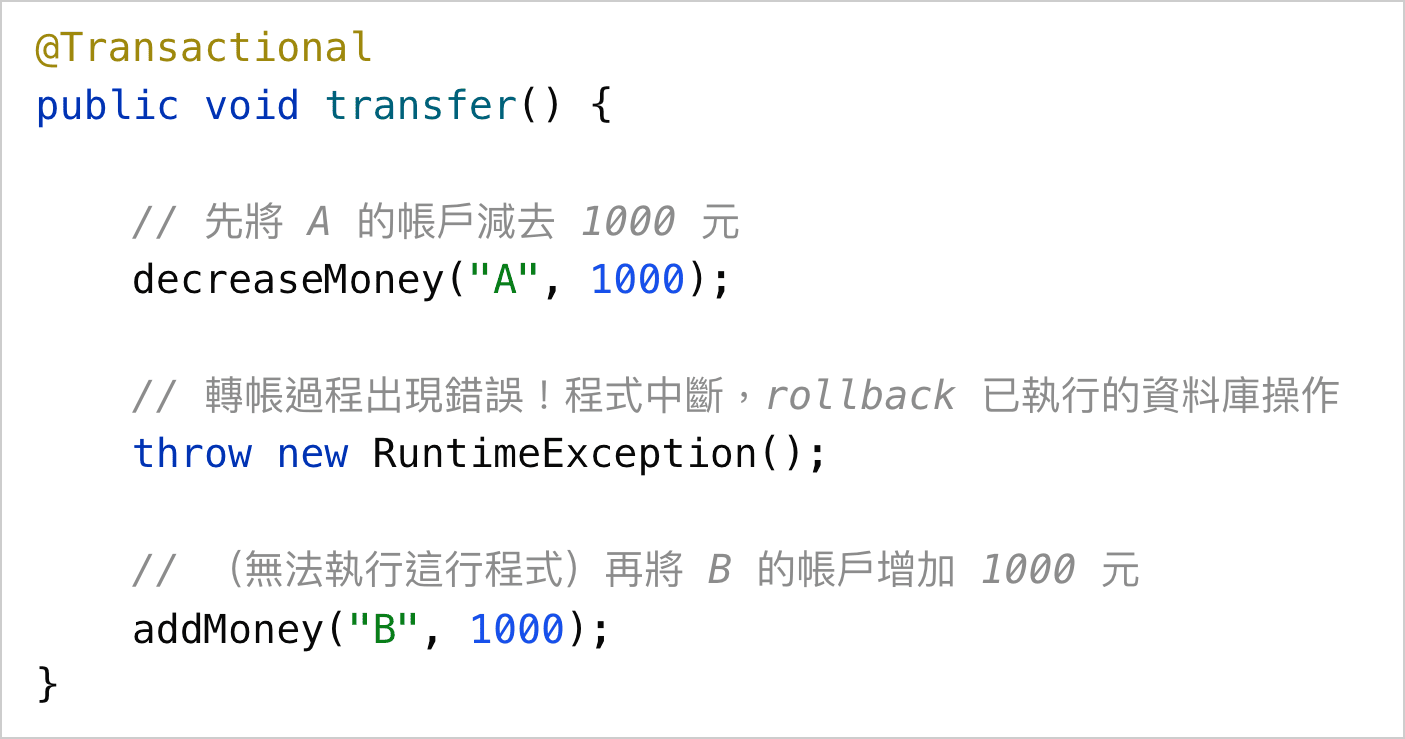 @Transactional
public void transfer() {
// 先將 A 的帳戶減去 1000 元
decreaseMoney("A", 1000);
// 轉帳過程出現錯誤！程式中斷，rollback 已執行的資料庫操作
throw new RuntimeException();
// （無法執行這行程式）再將 B 的帳戶增加 1000 元
addMoney("B", 1000);
}